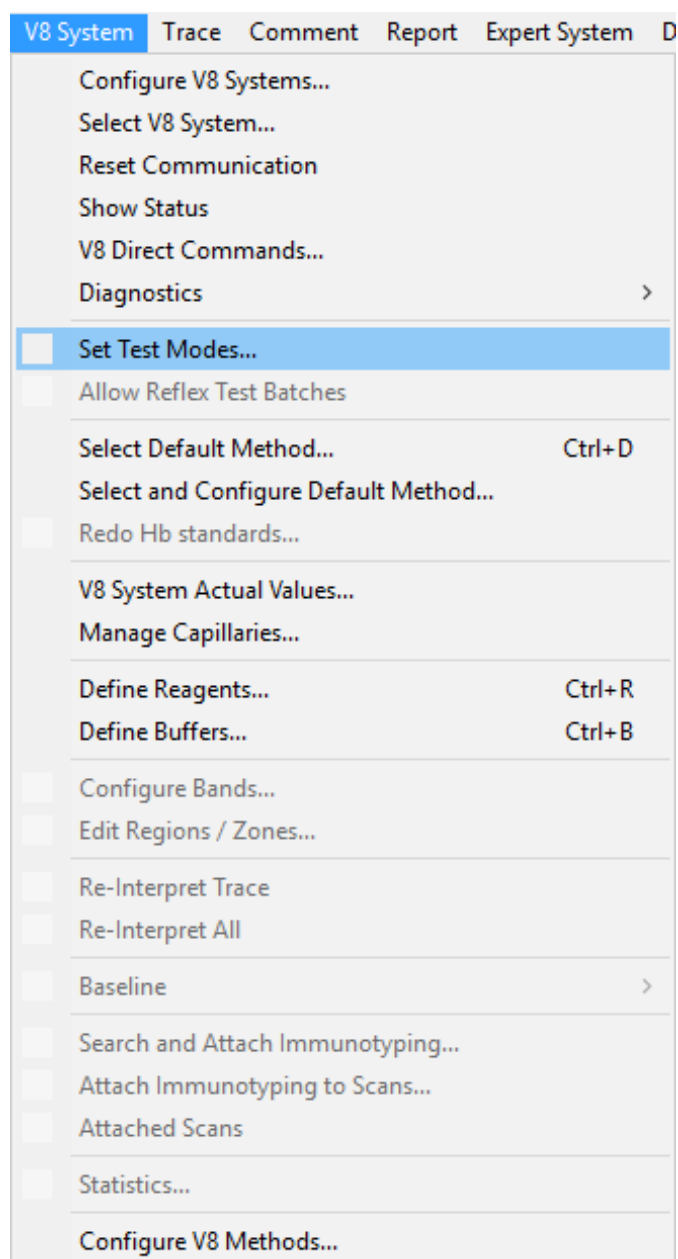 V8 System Trace Comment Report Expert System D
Configure V8 Systems...
Select V8 System...
Reset Communication
Show Status
V8 Direct Commands...
Diagnostics >
Set Test Modes...
Allow Reflex Test Batches
Select Default Method... Ctrl+D
Select and Configure Default Method...
Redo Hb standards...
V8 System Actual Values...
Manage Capillaries...
Define Reagents... Ctrl+R
Define Buffers... Ctrl+B
Configure Bands...
Edit Regions / Zones...
Re-Interpret Trace
Re-Interpret All
Baseline >
Search and Attach Immunotyping...
Attach Immunotyping to Scans...
Attached Scans
Statistics...
Configure V8 Methods...